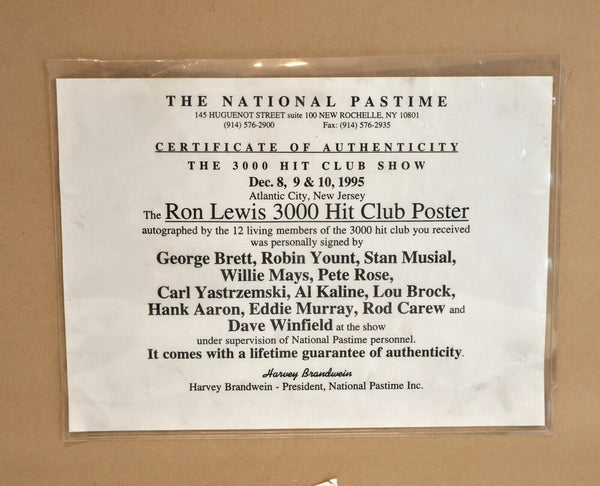 THE NATIONAL PASTIME
145 HUGUENOT STREET suite 100 NEW ROCHELLE, NY 10801
(914) 576-2900 Fax: (914) 576-2935
CERTIFICATE OF AUTHENTICITY
THE 3000 HIT CLUB SHOW
Dec. 8, 9 & 10, 1995
Atlantic City, New Jersey
The Ron Lewis 3000 Hit Club Poster
autographed by the 12 living members of the 3000 hit club you received
was personally signed by
George Brett, Robin Yount, Stan Musial,
Willie Mays, Pete Rose,
Carl Yastrzemski, Al Kaline, Lou Brock,
Hank Aaron, Eddie Murray, Rod Carew and
Dave Winfield at the show
under supervision of National Pastime personnel.
It comes with a lifetime guarantee of authenticity.
Harvey Brandwein
Harvey Brandwein - President, National Pastime Inc.